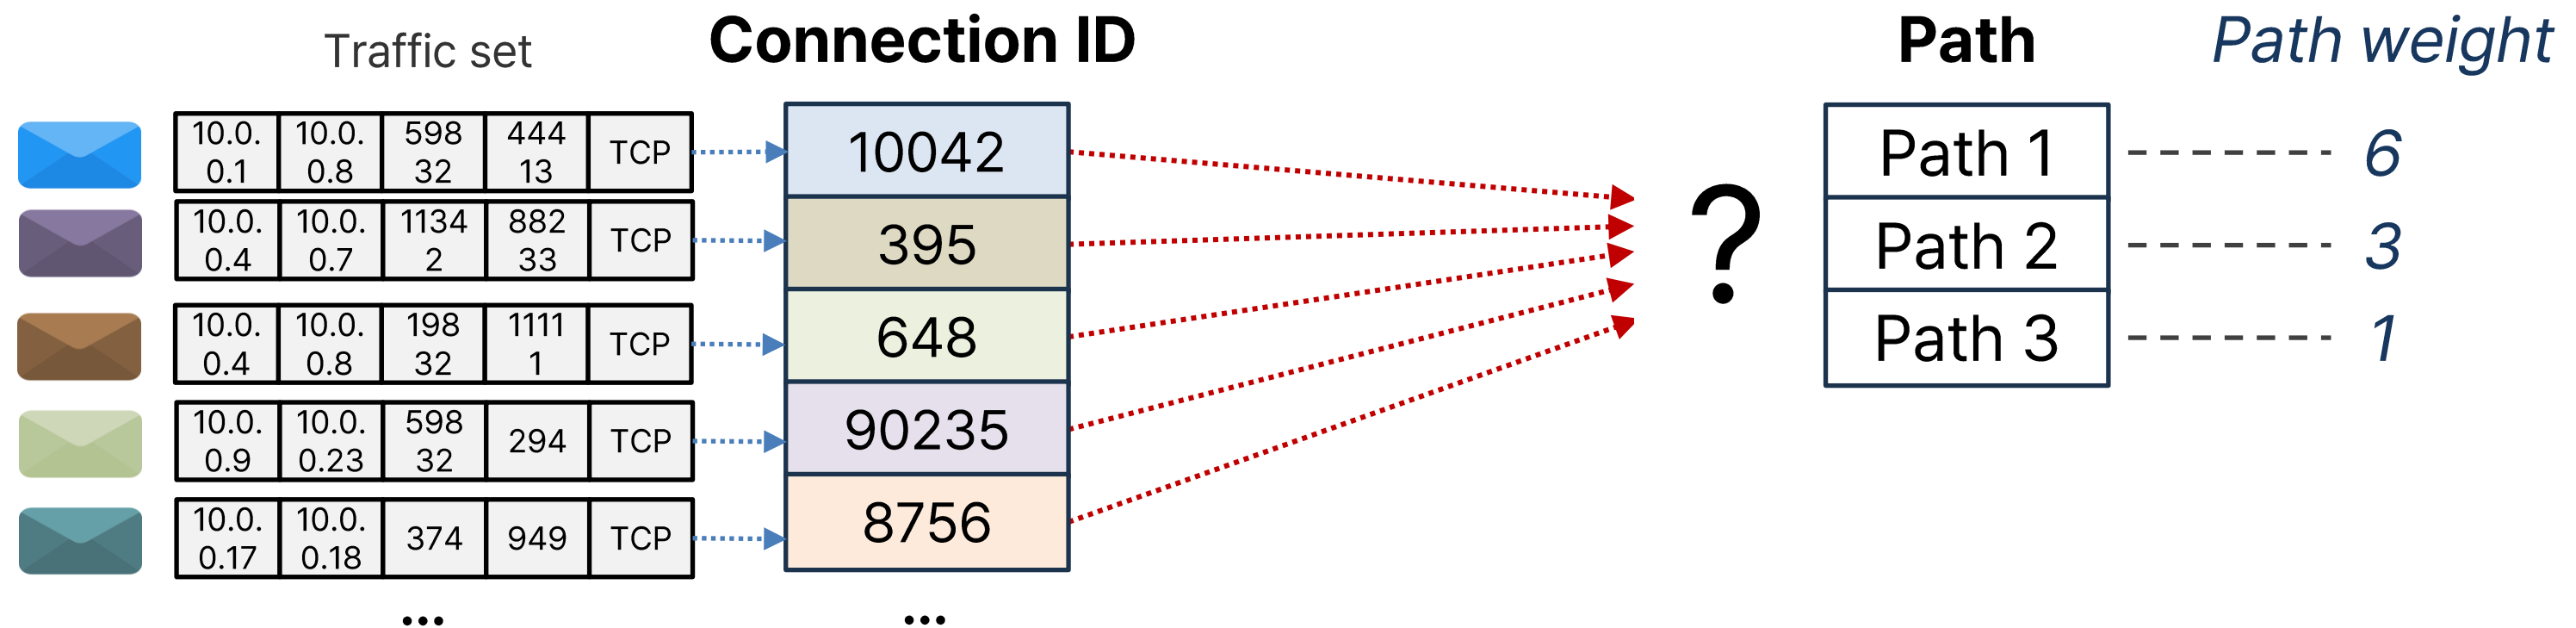 Traffic set Connection ID Path Path weight
10.0. 10.0. 598 444 TCP 10042 Path 1 6
0.1 0.8 32 13
10.0. 10.0. 1134 882 TCP 395 Path 2 3
0.4 0.7 2 33
?
10.0. 10.0. 198 1111 TCP 648 Path 3 1
0.4 0.8 32 1
10.0. 10.0. 598 294 TCP 90235
0.9 0.23 32
10.0. 10.0. 374 949 TCP 8756
0.17 0.18
... ...